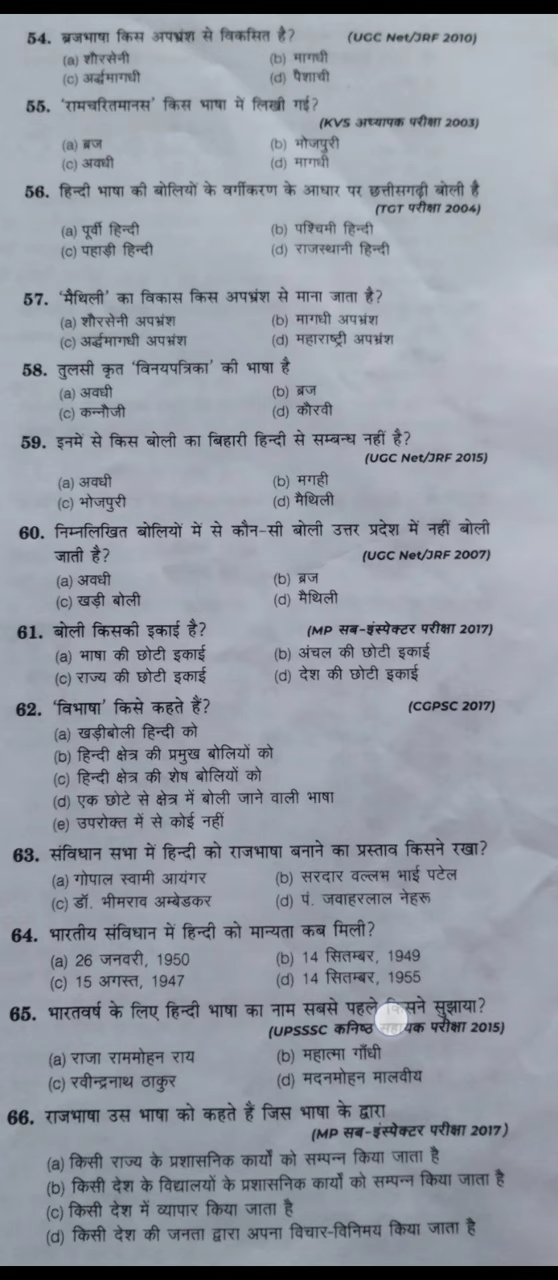 54. ब्रजभाषा किस अपभ्रंश से विकसित है? (UGC Net/JRF 2010)
(a) शौरसेनी (b) मागधी
(c) अर्द्धमागधी (d) पैशाची
55. 'रामचरितमानस' किस भाषा में लिखी गई?
(KVS अध्यापक परीक्षा 2003)
(a) ब्रज (b) भोजपुरी
(c) अवधी (d) मागधी
56. हिन्दी भाषा की बोलियों के वर्गीकरण के आधार पर छत्तीसगढ़ी बोली है
(TGT परीक्षा 2004)
(a) पूर्वी हिन्दी (b) पश्चिमी हिन्दी
(c) पहाड़ी हिन्दी (d) राजस्थानी हिन्दी
57. 'मैथिली' का विकास किस अपभ्रंश से माना जाता है?
(a) शौरसेनी अपभ्रंश (b) मागधी अपभ्रंश
(c) अर्द्धमागधी अपभ्रंश (d) महाराष्ट्री अपभ्रंश
58. तुलसी कृत 'विनयपत्रिका' की भाषा है
(a) अवधी (b) ब्रज
(c) कन्नौजी (d) कौरवी
59. इनमें से किस बोली का बिहारी हिन्दी से सम्बन्ध नहीं है?
(UGC Net/JRF 2015)
(a) अवधी (b) मगही
(c) भोजपुरी (d) मैथिली
60. निम्नलिखित बोलियों में से कौन-सी बोली उत्तर प्रदेश में नहीं बोली
जाती है? (UGC Net/JRF 2007)
(a) अवधी (b) ब्रज
(c) खड़ी बोली (d) मैथिली
61. बोली किसकी इकाई है? (MP सब-इंस्पेक्टर परीक्षा 2017)
(a) भाषा की छोटी इकाई (b) अंचल की छोटी इकाई
(c) राज्य की छोटी इकाई (d) देश की छोटी इकाई
62. 'विभाषा' किसे कहते हैं? (CGPSC 2017)
(a) खड़ीबोली हिन्दी को
(b) हिन्दी क्षेत्र की प्रमुख बोलियों को
(c) हिन्दी क्षेत्र की शेष बोलियों को
(d) एक छोटे से क्षेत्र में बोली जाने वाली भाषा
(e) उपरोक्त में से कोई नहीं
63. संविधान सभा में हिन्दी को राजभाषा बनाने का प्रस्ताव किसने रखा?
(a) गोपाल स्वामी आयंगर (b) सरदार वल्लभ भाई पटेल
(c) डॉ. भीमराव अम्बेडकर (d) पं. जवाहरलाल नेहरू
64. भारतीय संविधान में हिन्दी को मान्यता कब मिली?
(a) 26 जनवरी, 1950 (b) 14 सितम्बर, 1949
(c) 15 अगस्त, 1947 (d) 14 सितम्बर, 1955
65. भारतवर्ष के लिए हिन्दी भाषा का नाम सबसे पहले किसने सुझाया?
(UPSSSC कनिष्ठ सहायक परीक्षा 2015)
(a) राजा राममोहन राय (b) महात्मा गाँधी
(c) रवीन्द्रनाथ ठाकुर (d) मदनमोहन मालवीय
66. राजभाषा उस भाषा को कहते हैं जिस भाषा के द्वारा
(MP सब-इंस्पेक्टर परीक्षा 2017)
(a) किसी राज्य के प्रशासनिक कार्यों को सम्पन्न किया जाता है
(b) किसी देश के विद्यालयों के प्रशासनिक कार्यों को सम्पन्न किया जाता है
(c) किसी देश में व्यापार किया जाता है
(d) किसी देश की जनता द्वारा अपना विचार-विनिमय किया जाता है